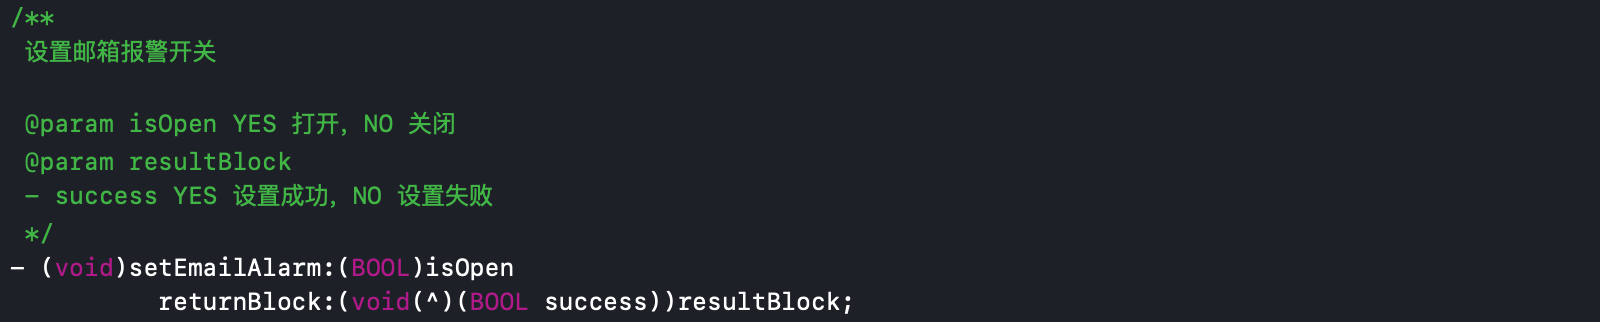 /**
设置邮箱报警开关
@param isOpen YES 打开，NO 关闭
@param resultBlock
- success YES 设置成功，NO 设置失败
*/
- (void)setEmailAlarm:(BOOL)isOpen
returnBlock:(void(^)(BOOL success))resultBlock;